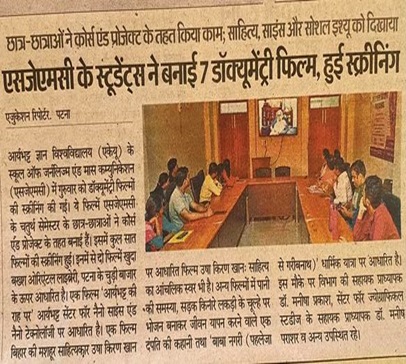 छात्र-छात्राओं ने कोर्स एंड प्रोजेक्ट के तहत किया काम; साहित्य, साइंस और सोशल इश्यू को दिखाया
एसजेएमसी के स्टूडेंट्स ने बनाई 7 डॉक्यूमेंट्री फिल्म, हुई स्क्रीनिंग
एजुकेशन रिपोर्टर. पटना
आर्यभट्ट ज्ञान विश्वविद्यालय (एकेयू) के
स्कूल ऑफ जर्नलिज्म एंड मास कम्युनिकेशन
(एसजेएमसी) में गुरुवार को डॉक्यूमेंट्री फिल्मों
की स्क्रीनिंग की गई। ये फिल्में एसजेएमसी
के चतुर्थ सेमेस्टर के छात्र-छात्राओं ने कोर्स
एंड प्रोजेक्ट के तहत बनाई हैं। इसमें कुल सात
फिल्मों की स्क्रीनिंग हुई। इनमें से दो फिल्में खुदा
बख्श ओरिएंटल लाइब्रेरी, पटना के चूड़ी बाजार
के ऊपर आधारित है। एक फिल्म 'आर्यभट्ट की
राह पर' आर्यभट्ट सेंटर फॉर नैनो साइंस एंड
नैनो टेक्नोलॉजी पर आधारित है। एक फिल्म
बिहार की मशहूर साहित्यकार उषा किरण खान
पर आधारित फिल्म उषा किरण खान: साहित्य
का आंचलिक स्वर भी है। अन्य फिल्मों में पानी
की समस्या, सड़क किनारे लकड़ी के चूल्हे पर
भोजन बनाकर जीवन यापन करने वाले एक
दंपति की कहानी तथा 'बाबा नगरी (पहलेजा
से गरीबनाथ)' धार्मिक यात्रा पर आधारित है।
इस मौके पर विभाग की सहायक प्राध्यापक
डॉ. मनीषा प्रकाश, सेंटर फॉर ज्योग्राफिकल
स्टडीज के सहायक प्राध्यापक डॉ. मनीष
पराशर व अन्य उपस्थित रहे।